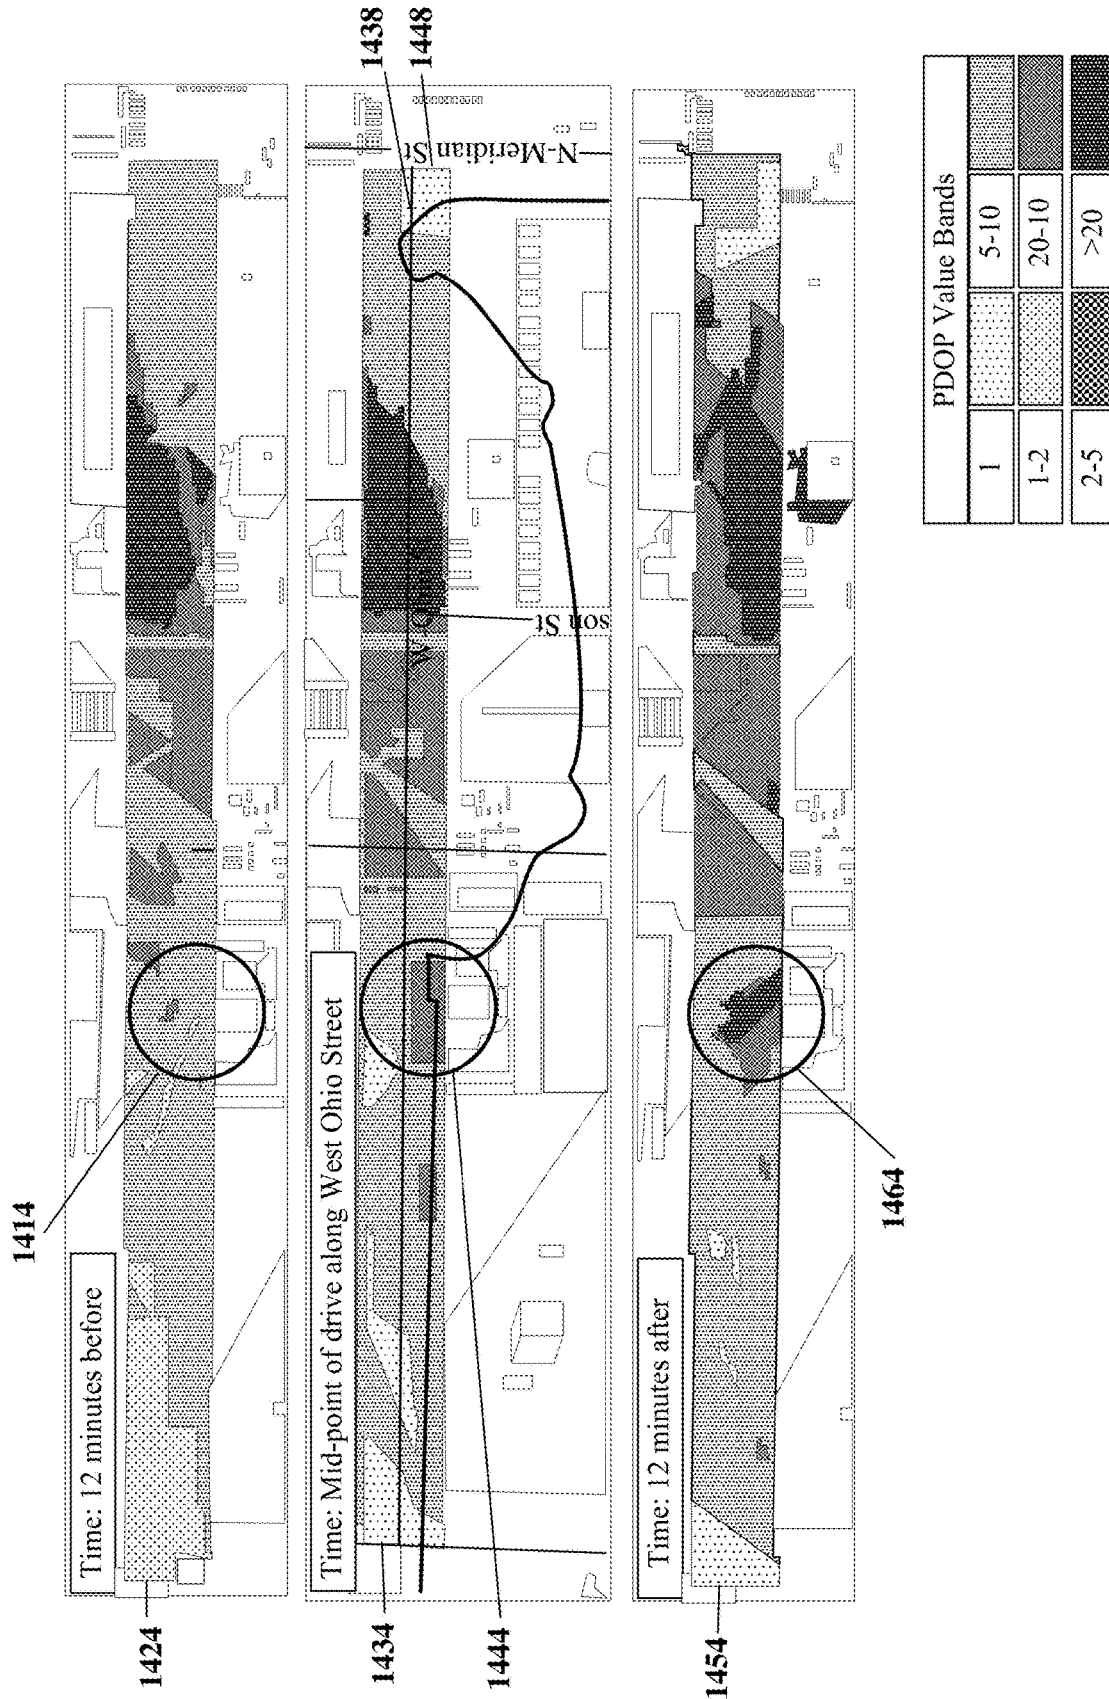 1414
1424
Time: 12 minutes before
1434
1444
Time: Mid-point of drive along West Ohio Street
son St
N-Meridian St
1438
1448
1454
1464
Time: 12 minutes after
PDOP Value Bands
1
5-10
1-2
20-10
2-5
>20